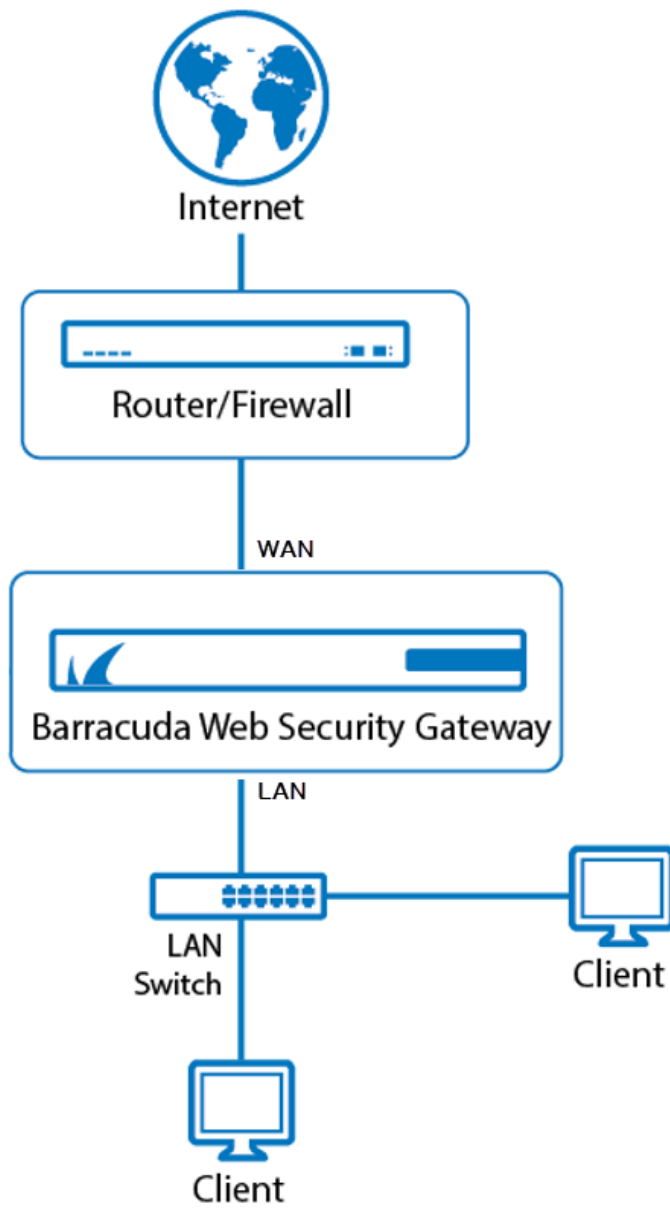 Internet
Router/Firewall
WAN
Barracuda Web Security Gateway
LAN
LAN
Switch
Client
Client